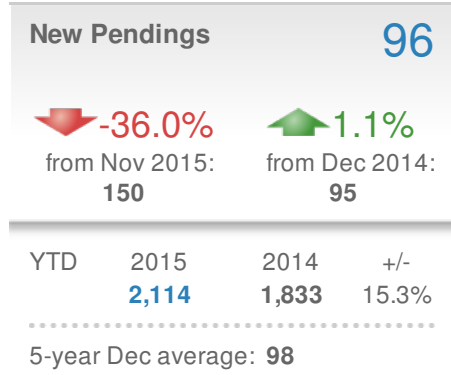 New Pendings 96
-36.0% 1.1%
from Nov 2015: from Dec 2014:
150 95
YTD 2015 2014 +/-
2,114 1,833 15.3%
5-year Dec average: 98